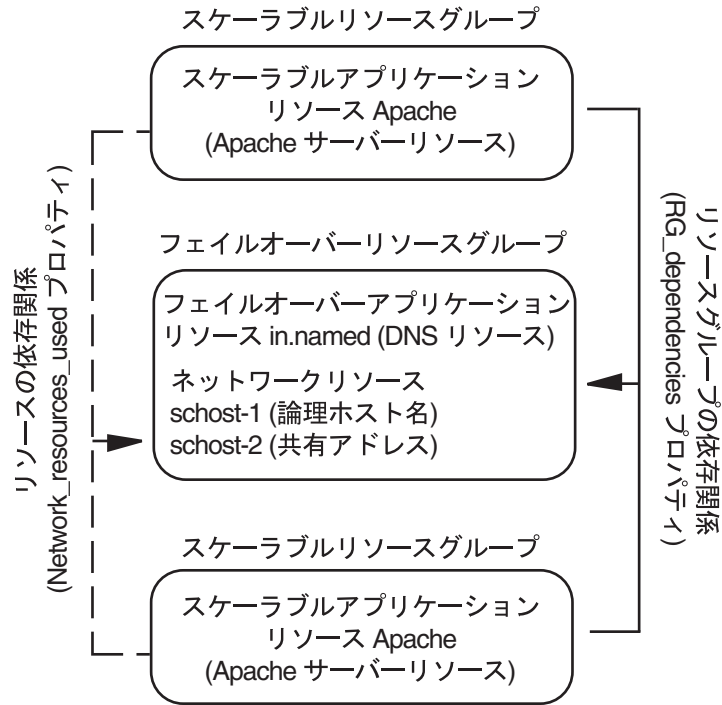 スケーラブルリソースグループ
スケーラブルアプリケーション
リソース Apache
(Apache サーバーリソース)
フェイルオーバーリソースグループ
フェイルオーバーアプリケーション
リソース in.named (DNS リソース)
ネットワークリソース
schost-1 (論理ホスト名)
schost-2 (共有アドレス)
スケーラブルリソースグループ
スケーラブルアプリケーション
リソース Apache
(Apache サーバーリソース)
リソースの依存関係
(Network_resources_used プロパティ)
リソースグループの依存関係
(RG_dependencies プロパティ)